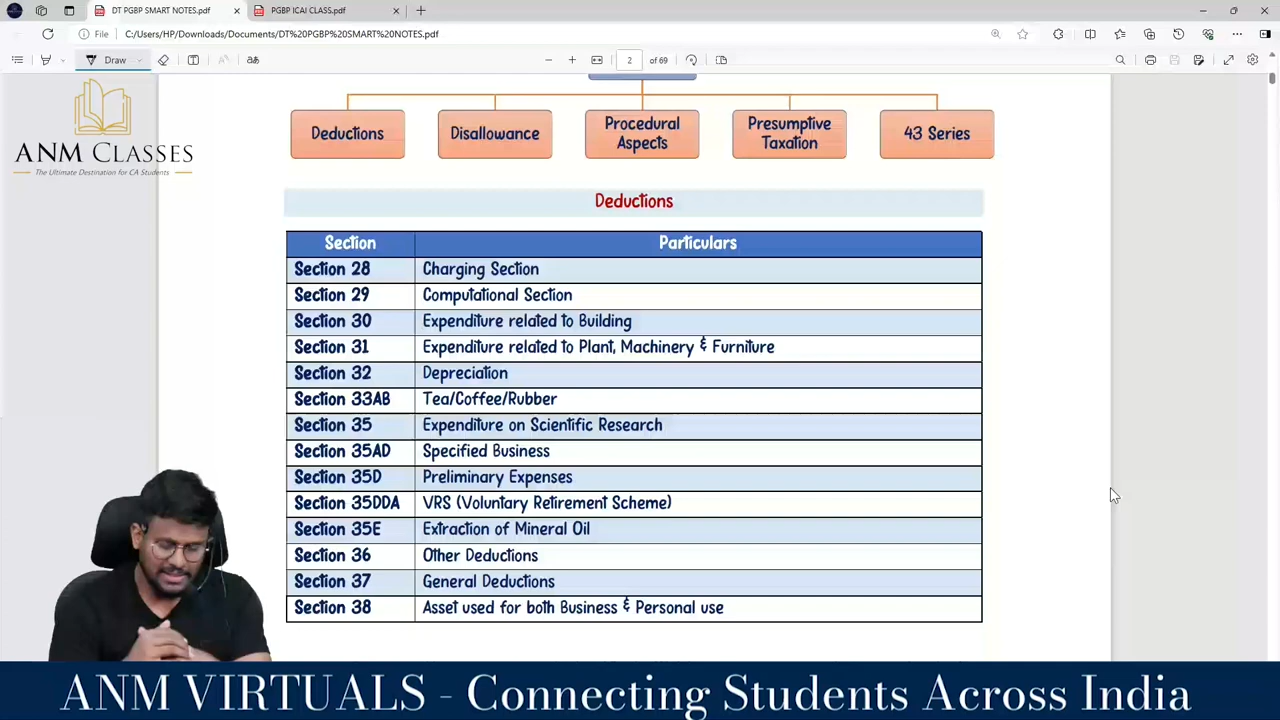 DT PGBP SMART NOTES.pdf
PGBP ICAI CLASS.pdf
File
C:/Users/HP/Downloads/Documents/DT%20PGBP%20SMART%20NOTES.pdf
Draw
2 of 69
ANM CLASSES
The Ultimate Destination for CA Students
Deductions
Disallowance
Procedural
Aspects
Presumptive
Taxation
43 Series
Deductions
Section Particulars
Section 28 Charging Section
Section 29 Computational Section
Section 30 Expenditure related to Building
Section 31 Expenditure related to Plant, Machinery & Furniture
Section 32 Depreciation
Section 33AB Tea/Coffee/Rubber
Section 35 Expenditure on Scientific Research
Section 35AD Specified Business
Section 35D Preliminary Expenses
Section 35DDA VRS (Voluntary Retirement Scheme)
Section 35E Extraction of Mineral Oil
Section 36 Other Deductions
Section 37 General Deductions
Section 38 Asset used for both Business & Personal use
ANM VIRTUALS - Connecting Students Across India